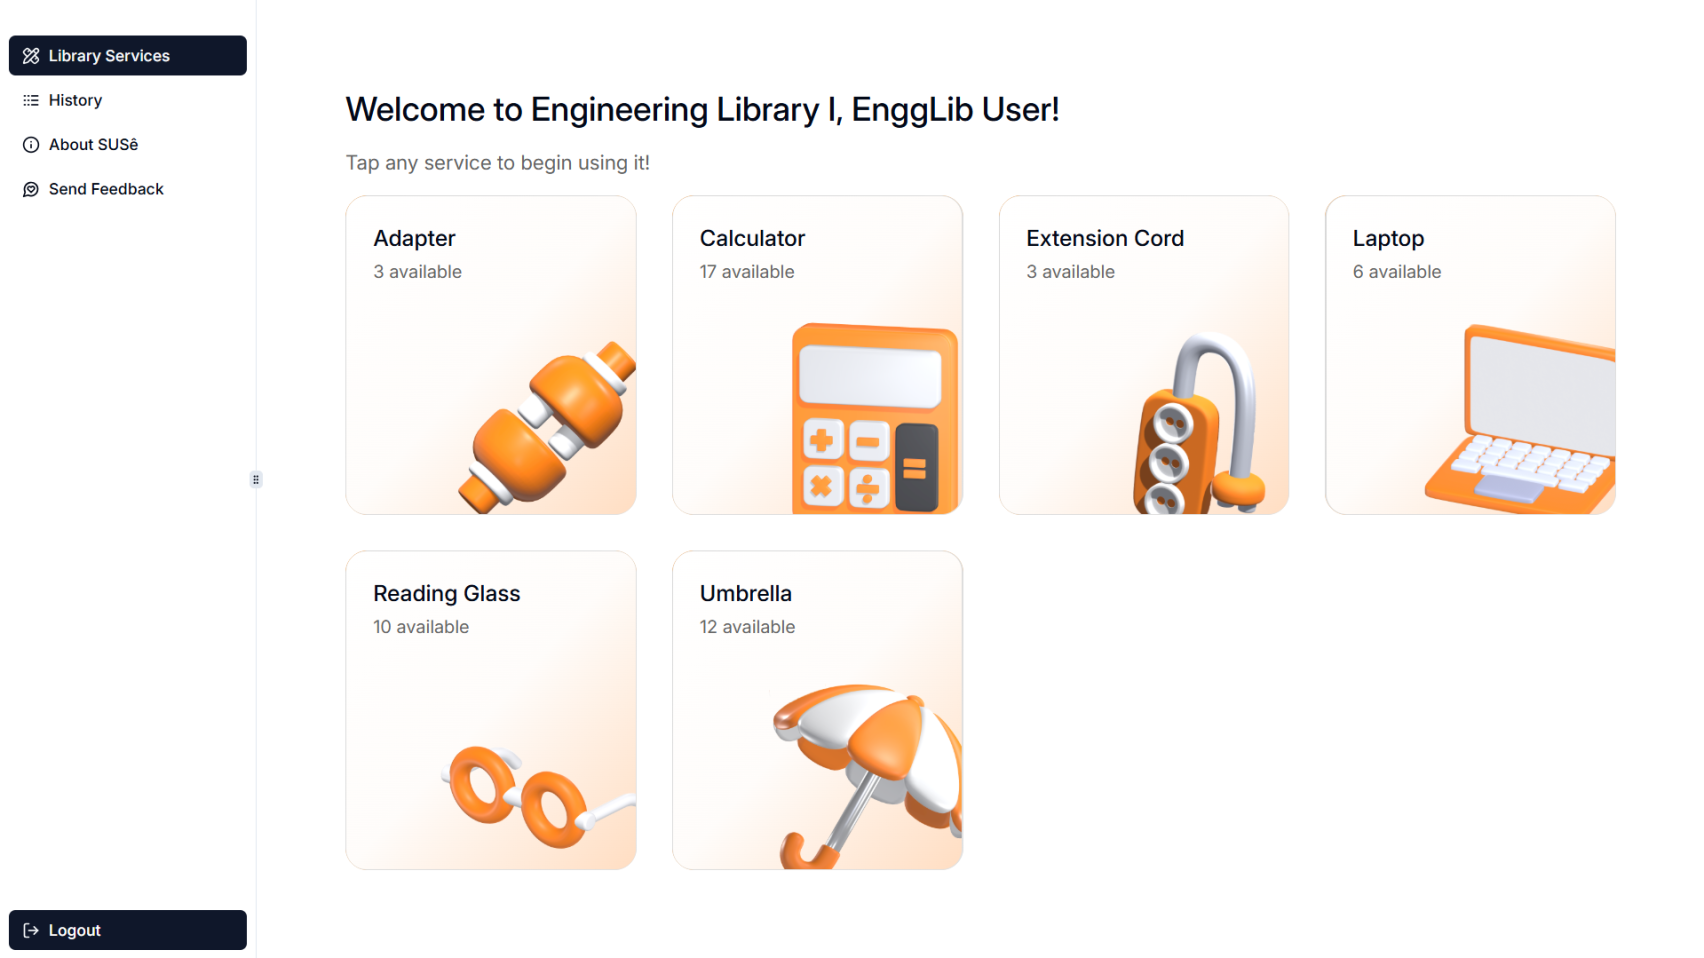 Library Services
History
About SUSê
Send Feedback
Logout
Welcome to Engineering Library I, EnggLib User!
Tap any service to begin using it!
Adapter
3 available
Calculator
17 available
Extension Cord
3 available
Laptop
6 available
Reading Glass
10 available
Umbrella
12 available